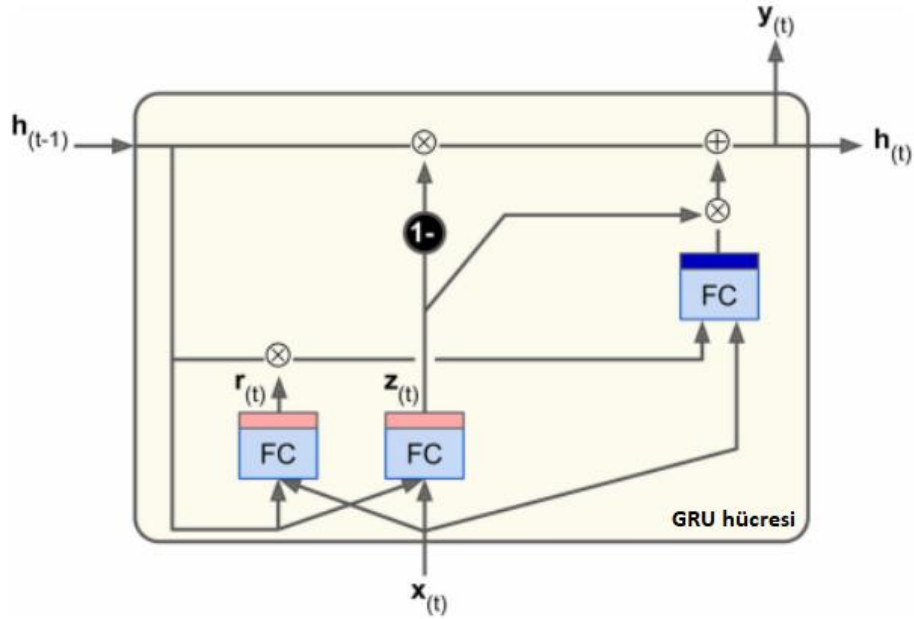 y(t)
h(t-1)
h(t)
1-
FC
r(t)
z(t)
FC
FC
GRU hücresi
x(t)